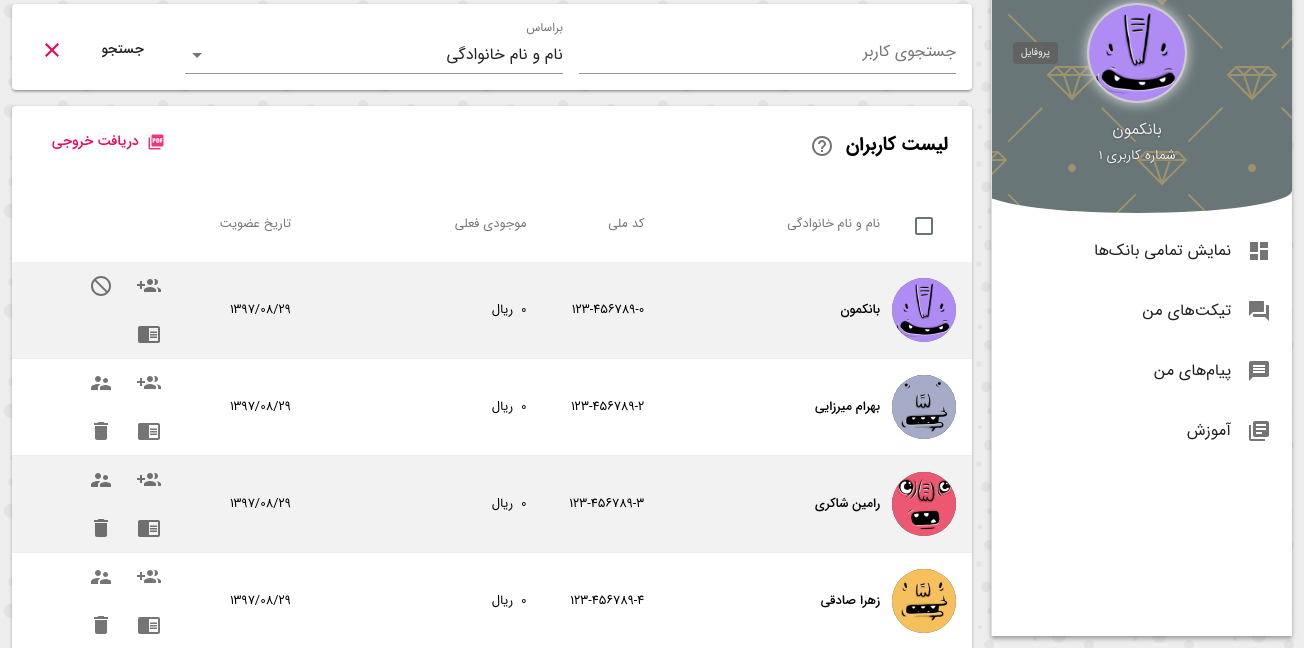 پروفایل
بانکمون
شماره کاربری ۱
نمایش تمامی بانک‌ها
تیکت‌های من
پیام‌های من
آموزش
جستجوی کاربر
براساس
نام و نام خانوادگی
جستجو
لیست کاربران
PDF دریافت خروجی
نام و نام خانوادگی کد ملی موجودی فعلی تاریخ عضویت
بانکمون ۱۲۳-۴۵۶۷۸۹-۰ ۰ ریال ۱۳۹۷/۰۸/۲۹
بهرام میرزایی ۱۲۳-۴۵۶۷۸۹-۲ ۰ ریال ۱۳۹۷/۰۸/۲۹
رامین شاکری ۱۲۳-۴۵۶۷۸۹-۳ ۰ ریال ۱۳۹۷/۰۸/۲۹
زهرا صادقی ۱۲۳-۴۵۶۷۸۹-۴ ۰ ریال ۱۳۹۷/۰۸/۲۹